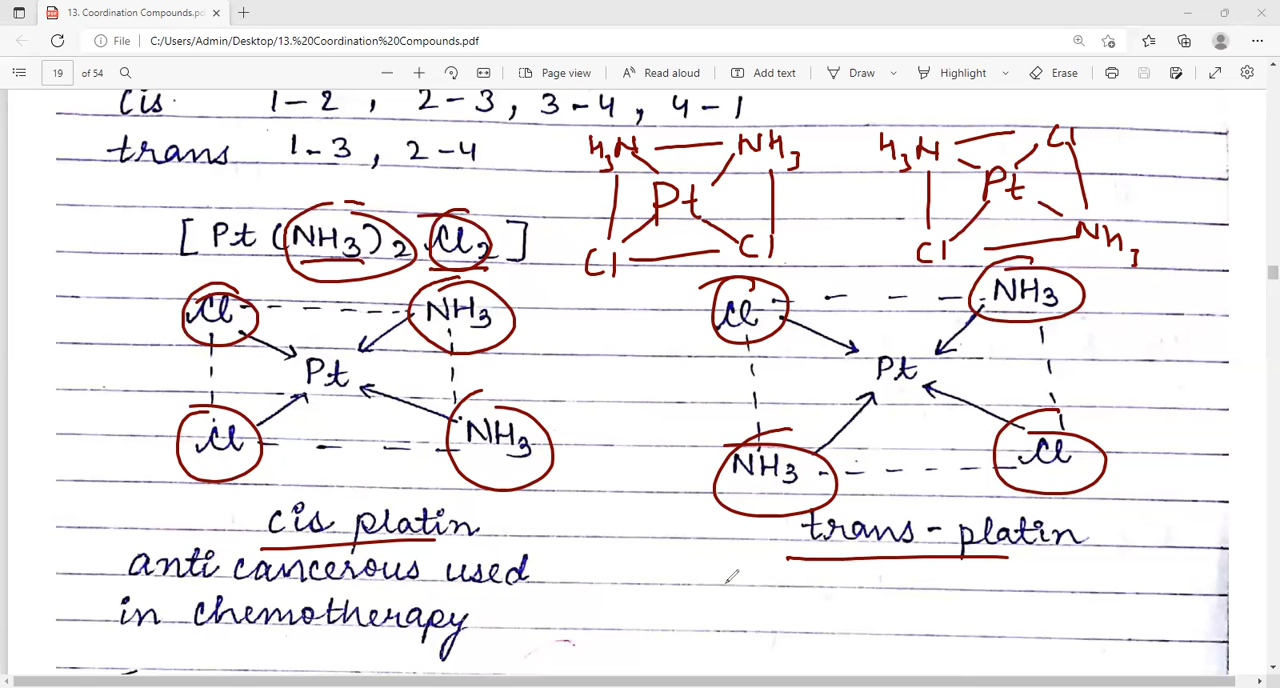 13. Coordination Compounds.pdf
File C:/Users/Admin/Desktop/13.%20Coordination%20Compounds.pdf
19 of 54 Page view Read aloud Add text Draw Highlight Erase
Cis 1-2, 2-3, 3-4, 4-1
trans 1-3, 2-4
H3N NH3 H3N Cl
Pt Pt
Cl Cl Cl NH3
[Pt(NH3)2 Cl2]
Cl NH3 Cl NH3
Pt Pt
Cl NH3 NH3 Cl
cis platin trans-platin
anti cancerous used
in chemotherapy